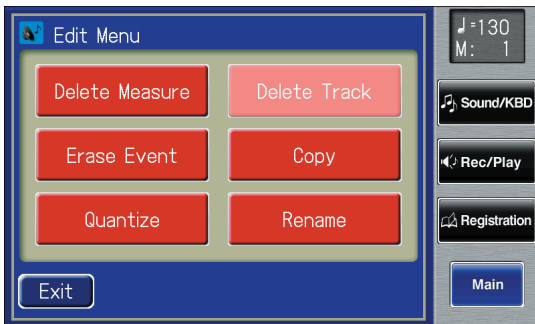 Edit Menu
Delete Measure
Delete Track
Erase Event
Copy
Quantize
Rename
Exit
♩=130
M: 1
Sound/KBD
Rec/Play
Registration
Main